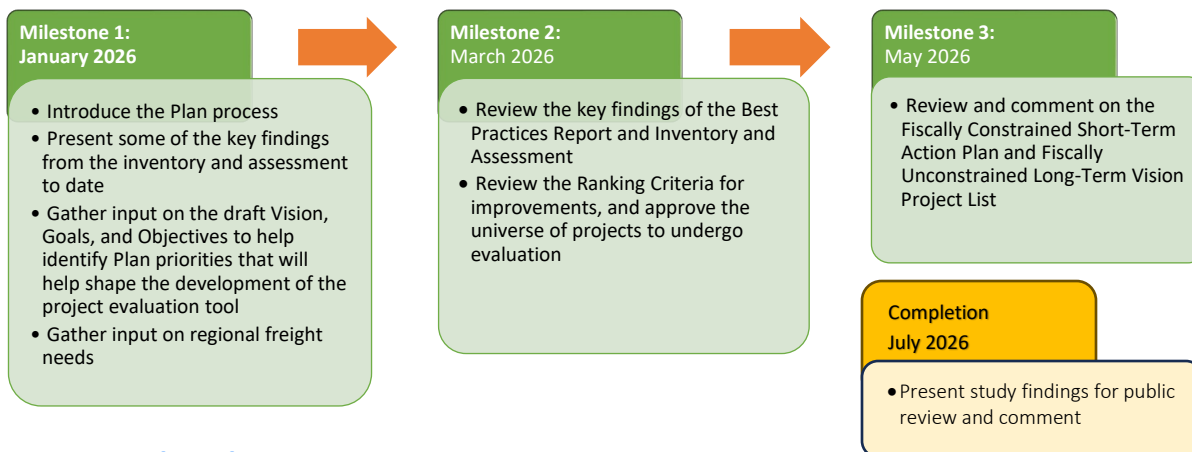 Milestone 1:
January 2026
• Introduce the Plan process
• Present some of the key findings
from the inventory and assessment
to date
• Gather input on the draft Vision,
Goals, and Objectives to help
identify Plan priorities that will
help shape the development of the
project evaluation tool
• Gather input on regional freight
needs
Milestone 2:
March 2026
• Review the key findings of the Best
Practices Report and Inventory and
Assessment
• Review the Ranking Criteria for
improvements, and approve the
universe of projects to undergo
evaluation
Milestone 3:
May 2026
• Review and comment on the
Fiscally Constrained Short-Term
Action Plan and Fiscally
Unconstrained Long-Term Vision
Project List
Completion
July 2026
• Present study findings for public
review and comment